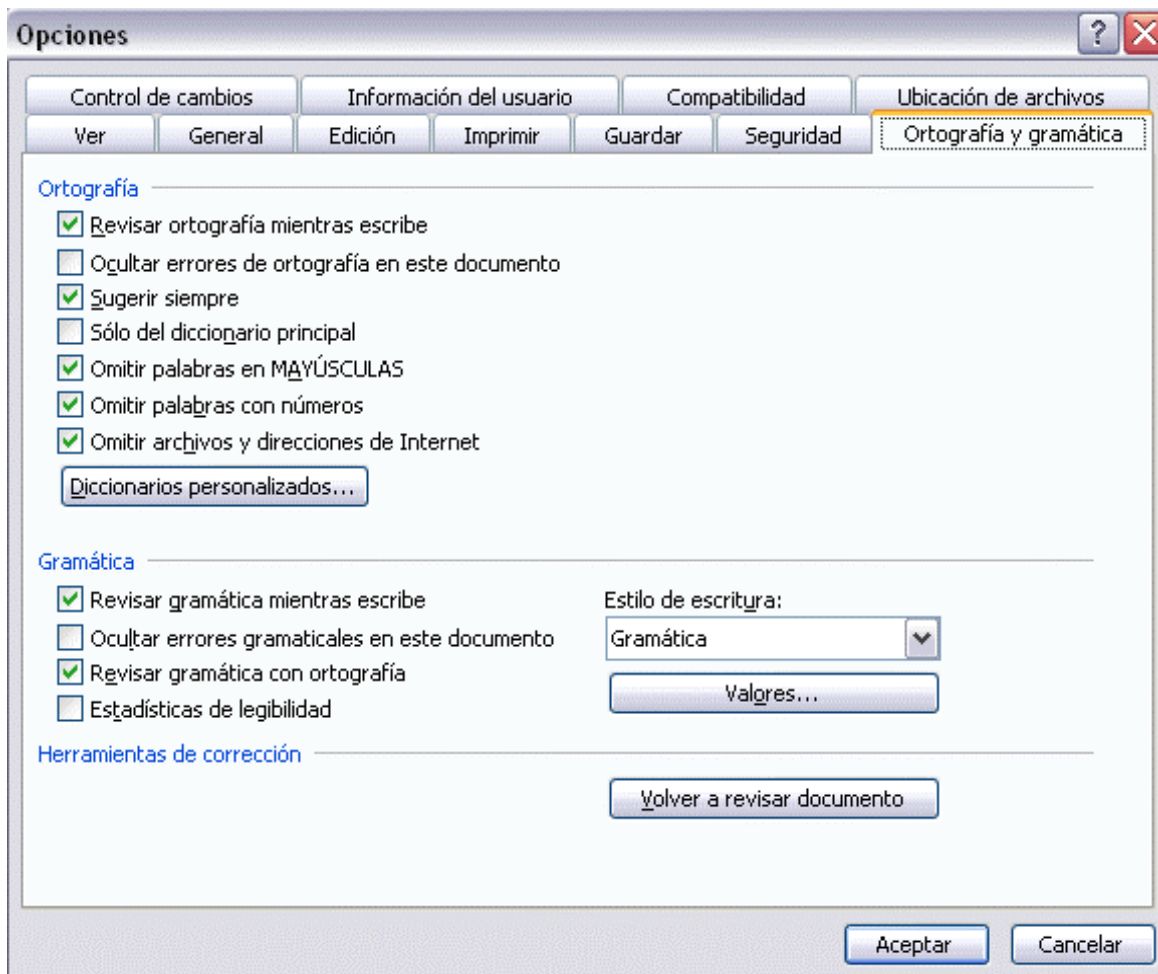 Opciones
Control de cambios Información del usuario Compatibilidad Ubicación de archivos
Ver General Edición Imprimir Guardar Seguridad Ortografía y gramática
Ortografía
Revisar ortografía mientras escribe
Ocultar errores de ortografía en este documento
Sugerir siempre
Sólo del diccionario principal
Omitir palabras en MAYÚSCULAS
Omitir palabras con números
Omitir archivos y direcciones de Internet
Diccionarios personalizados...
Gramática
Revisar gramática mientras escribe Estilo de escritura:
Ocultar errores gramaticales en este documento Gramática
Revisar gramática con ortografía
Valores...
Estadísticas de legibilidad
Herramientas de corrección
Volver a revisar documento
Aceptar Cancelar